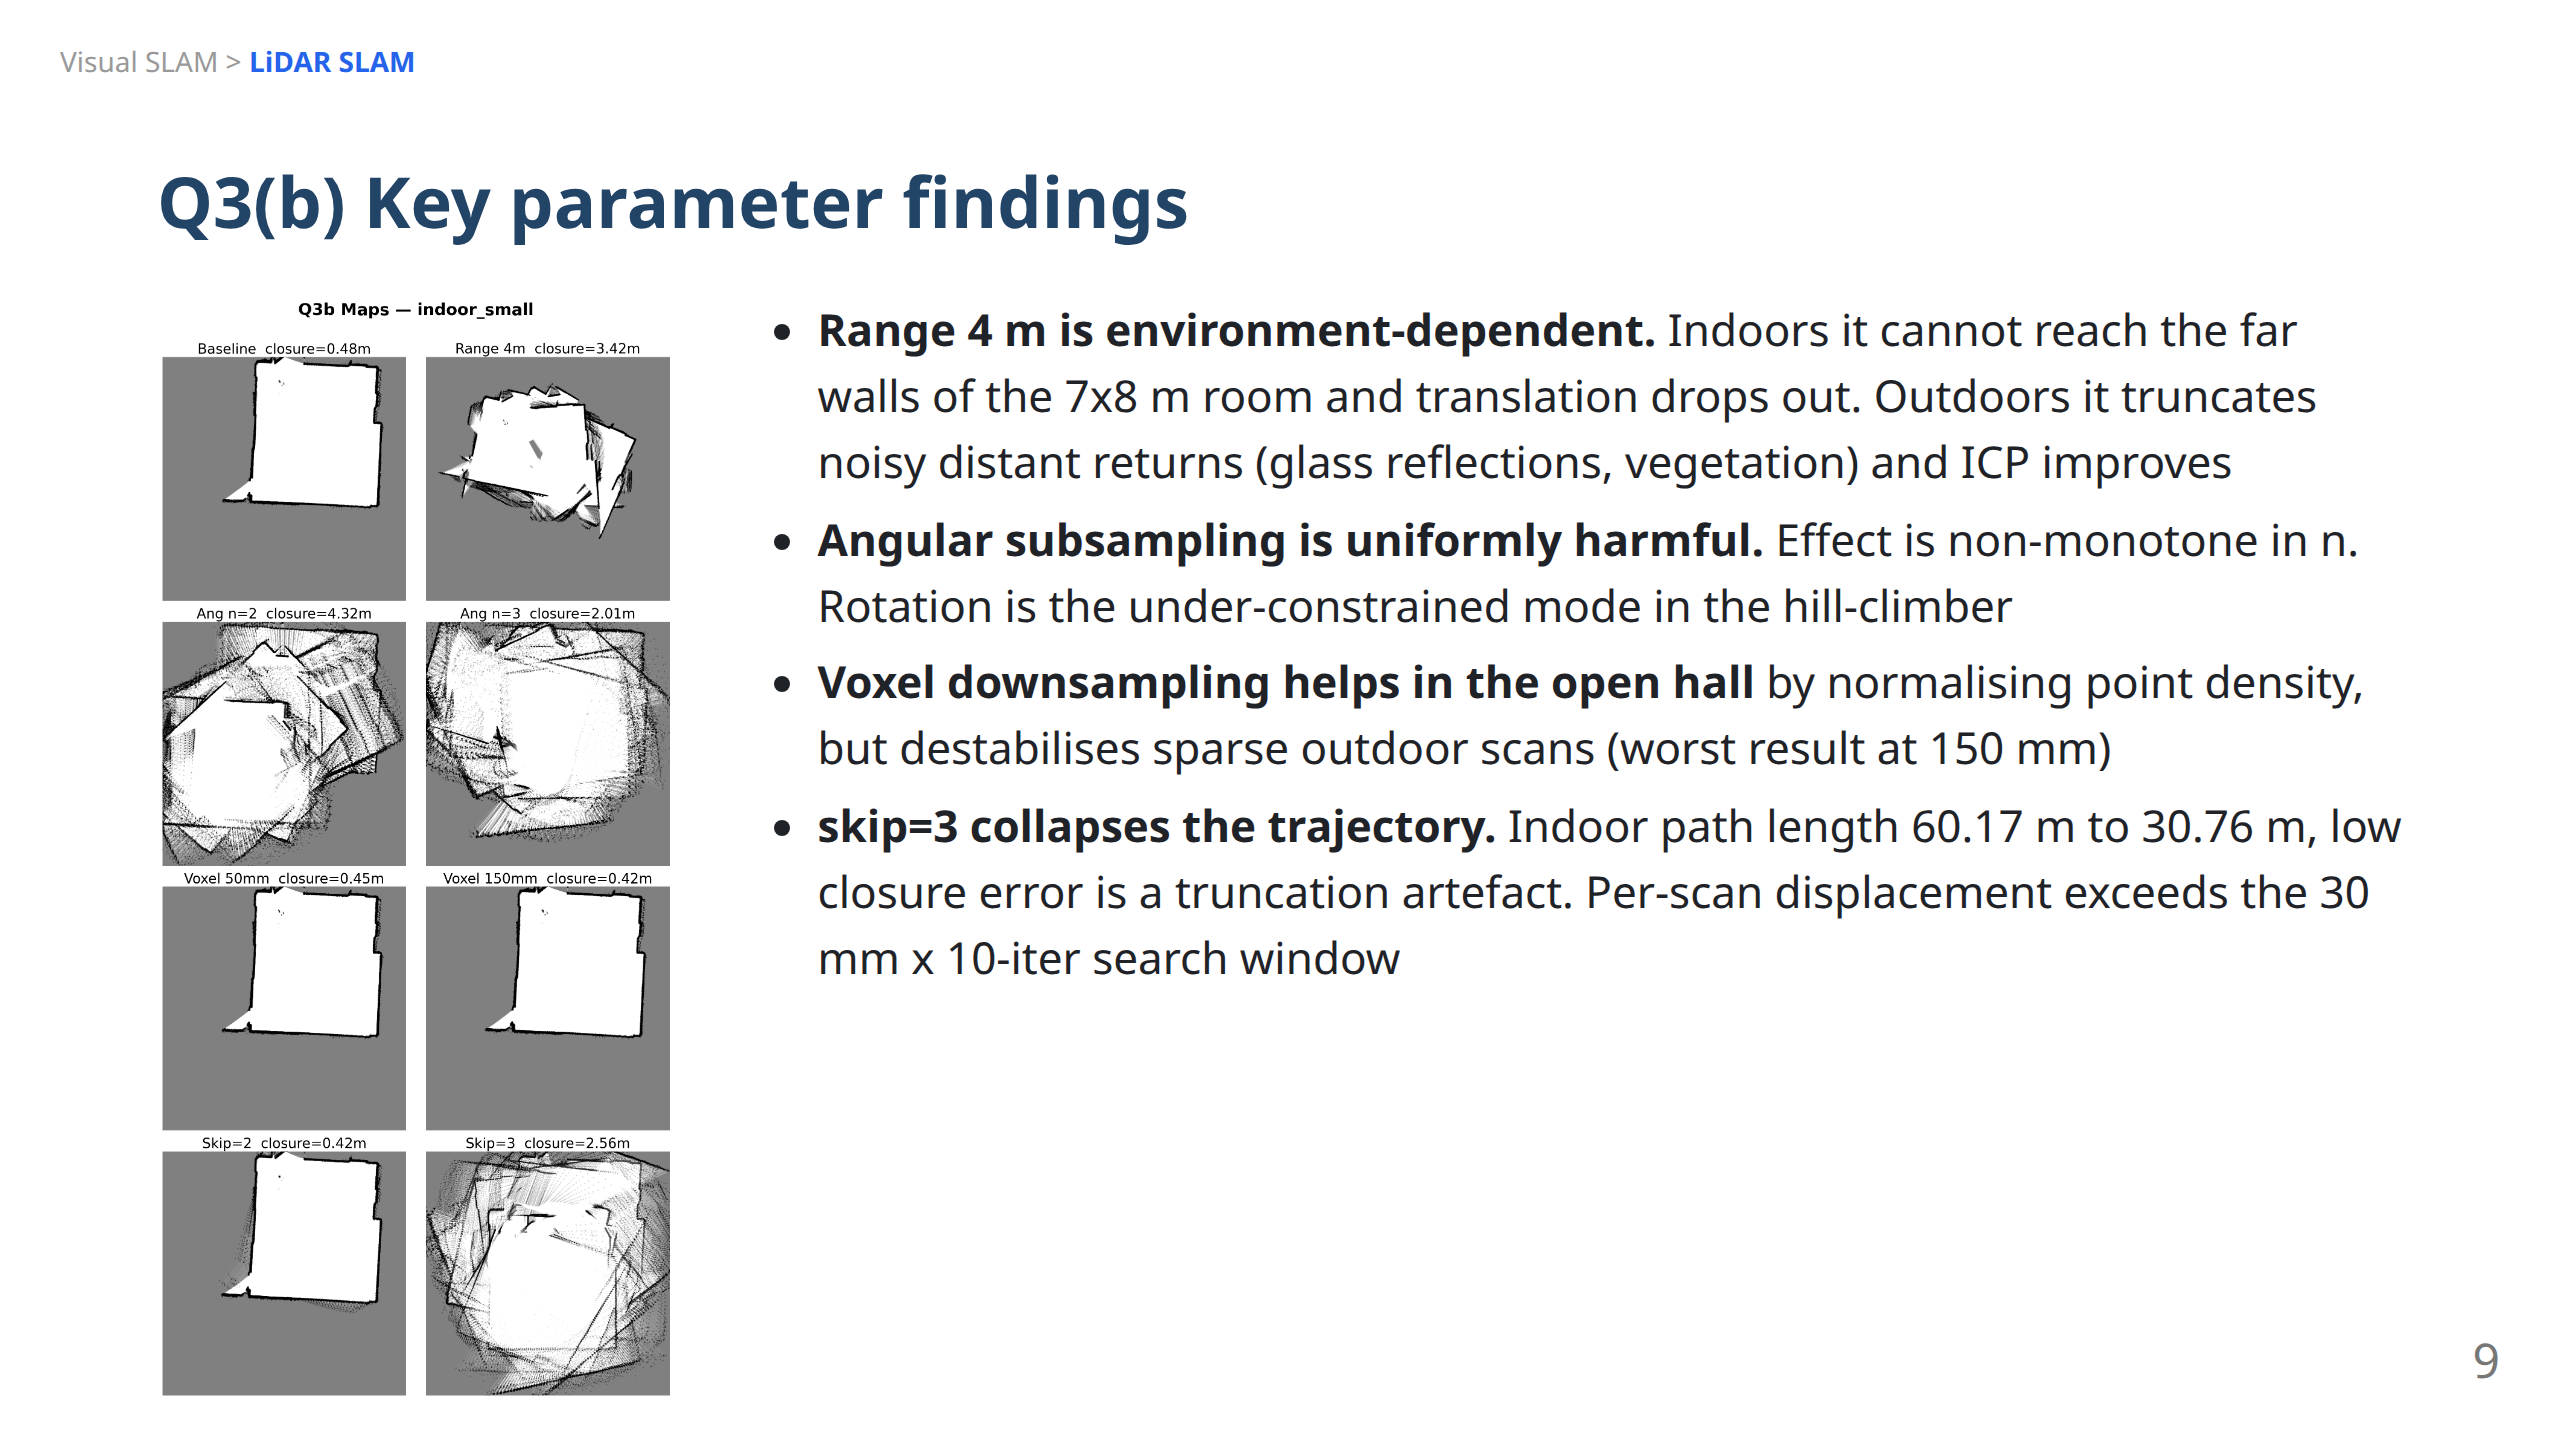 Visual SLAM > LiDAR SLAM
Q3(b) Key parameter findings
Q3b Maps — indoor_small
Baseline closure=0.48m
Range 4m closure=3.42m
Ang n=2 closure=4.32m
Ang n=3 closure=2.01m
Voxel 50mm closure=0.45m
Voxel 150mm closure=0.42m
Skip=2 closure=0.42m
Skip=3 closure=2.56m
• Range 4 m is environment-dependent. Indoors it cannot reach the far
walls of the 7x8 m room and translation drops out. Outdoors it truncates
noisy distant returns (glass reflections, vegetation) and ICP improves
• Angular subsampling is uniformly harmful. Effect is non-monotone in n.
Rotation is the under-constrained mode in the hill-climber
• Voxel downsampling helps in the open hall by normalising point density,
but destabilises sparse outdoor scans (worst result at 150 mm)
• skip=3 collapses the trajectory. Indoor path length 60.17 m to 30.76 m, low
closure error is a truncation artefact. Per-scan displacement exceeds the 30
mm x 10-iter search window
9